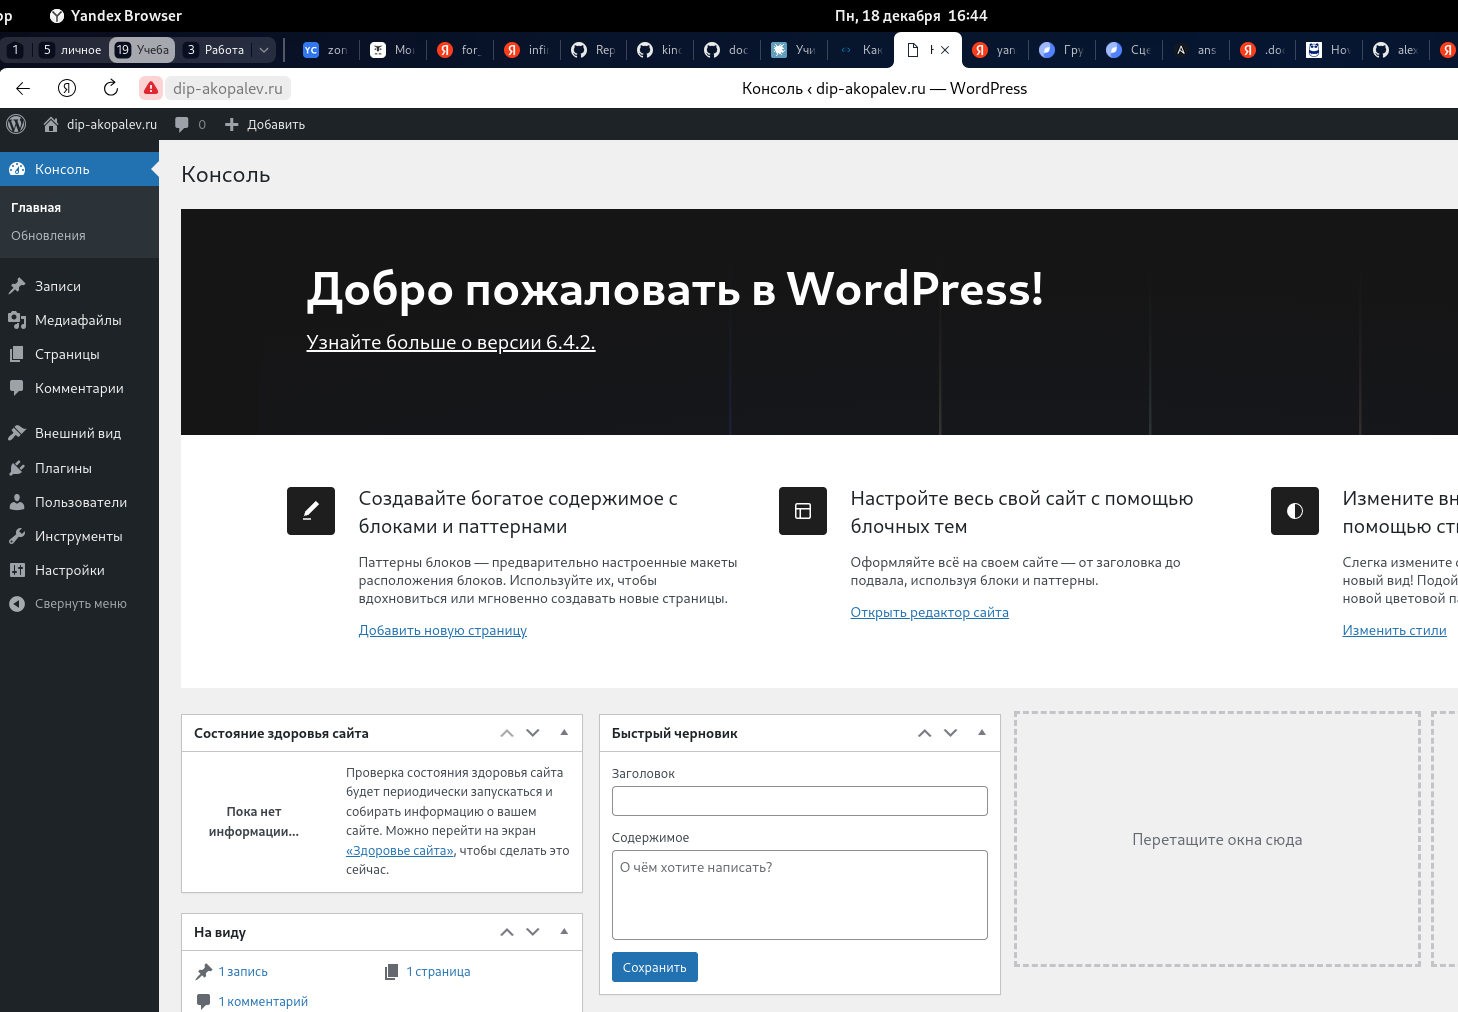 op Yandex Browser Пн, 18 декабря 16:44
1 5 личное 19 Учеба 3 Работа YC zon Мо for_ infi Rep kinc doc Учи Как yan Гру Сце A ans .do Hov alex
Я dip-akopalev.ru Консоль ‹ dip-akopalev.ru — WordPress
dip-akopalev.ru 0 Добавить
Консоль
Главная
Обновления
Записи
Медиафайлы
Страницы
Комментарии
Внешний вид
Плагины
Пользователи
Инструменты
Настройки
Свернуть меню
Консоль
Добро пожаловать в WordPress!
Узнайте больше о версии 6.4.2.
Создавайте богатое содержимое с
блоками и паттернами
Паттерны блоков — предварительно настроенные макеты
расположения блоков. Используйте их, чтобы
вдохновиться или мгновенно создавать новые страницы.
Добавить новую страницу
Настройте весь свой сайт с помощью
блочных тем
Оформляйте всё на своем сайте — от заголовка до
подвала, используя блоки и паттерны.
Открыть редактор сайта
Измените вн
помощью сти
Слегка измените с
новый вид! Подой
новой цветовой па
Изменить стили
Состояние здоровья сайта
Пока нет
информации...
Проверка состояния здоровья сайта
будет периодически запускаться и
собирать информацию о вашем
сайте. Можно перейти на экран
«Здоровье сайта», чтобы сделать это
сейчас.
На виду
1 запись
1 страница
1 комментарий
Быстрый черновик
Заголовок
Содержимое
О чём хотите написать?
Сохранить
Перетащите окна сюда